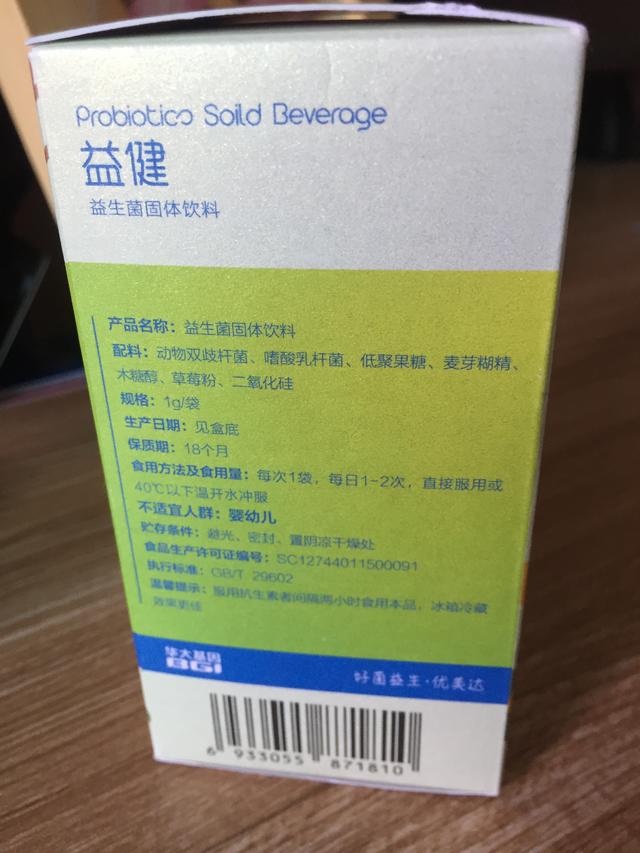 Probiotics Soild Beverage
益健
益生菌固体饮料
产品名称：益生菌固体饮料
配料：动物双歧杆菌、嗜酸乳杆菌、低聚果糖、麦芽糊精、
木糖醇、草莓粉、二氧化硅
规格：1g/袋
生产日期：见盒底
保质期：18个月
食用方法及食用量：每次1袋，每日1-2次，直接服用或
40℃以下温开水冲服
不适宜人群：婴幼儿
贮存条件：避光、密封、置阴凉干燥处
食品生产许可证编号：SC12744011500091
执行标准：GB/T 29602
温馨提示：服用抗生素者间隔两小时食用本品，冰箱冷藏
效果更佳
华大基因
BGI
好菌益生·优美达
6 933055 871810